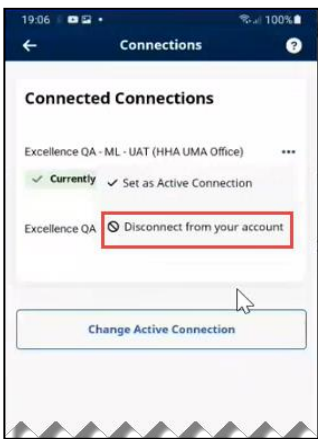 19:06 100%
Connections ?
Connected Connections
Excellence QA - ML - UAT (HHA UMA Office) •••
Currently
Set as Active Connection
Excellence QA
Disconnect from your account
Change Active Connection